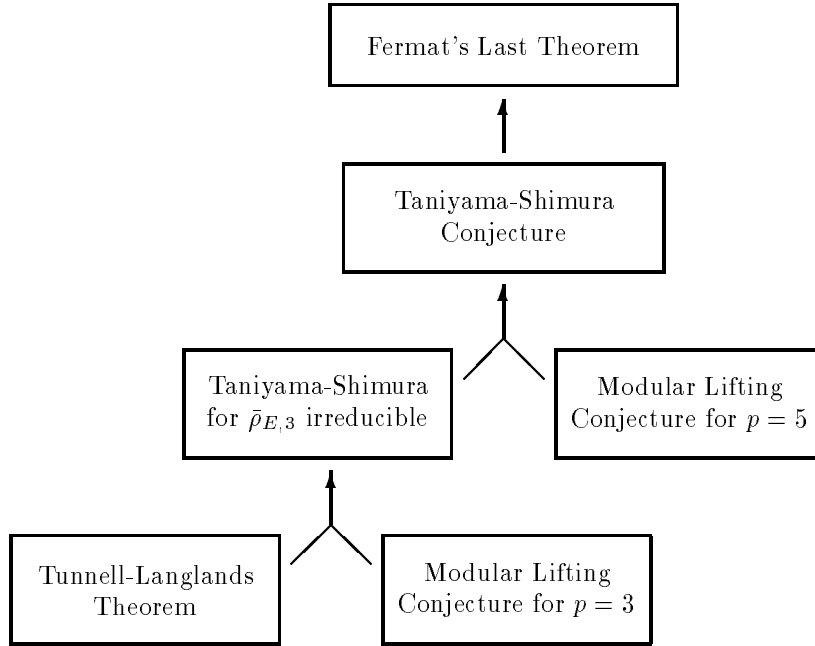 Fermat's Last Theorem
Taniyama-Shimura
Conjecture
Taniyama-Shimura
for ρ̄_{E,3} irreducible
Modular Lifting
Conjecture for p = 5
Tunnell-Langlands
Theorem
Modular Lifting
Conjecture for p = 3